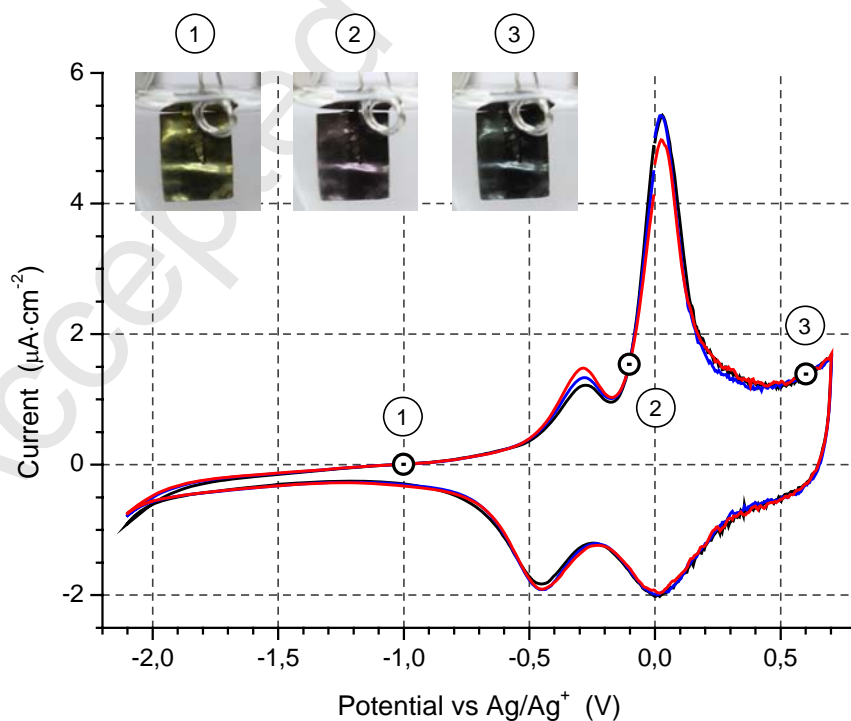 1 2 3
6
4
2
0
-2
3
2
1
-2,0 -1,5 -1,0 -0,5 0,0 0,5
Potential vs Ag/Ag⁺ (V)
Current (µA·cm⁻²)
Accepted